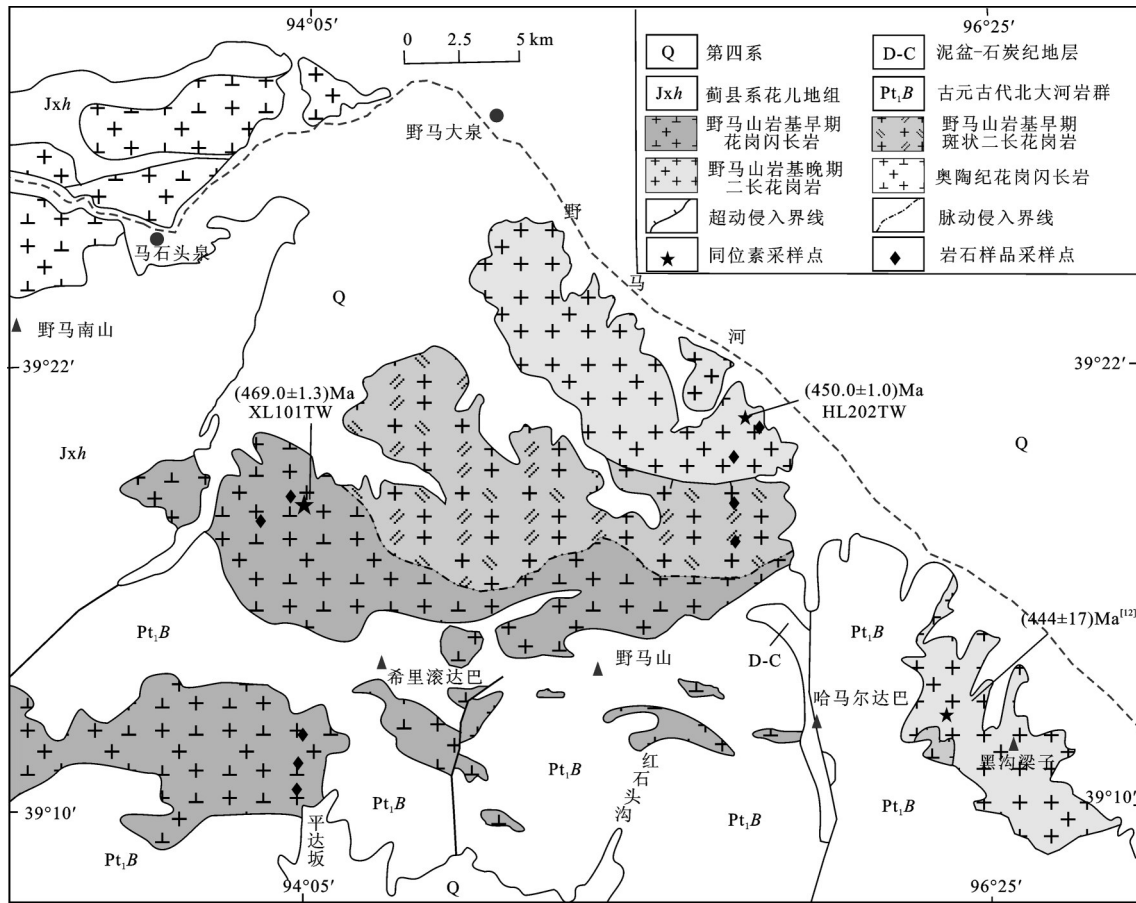 94°05′
96°25′
0 2.5 5 km
Q 第四系
D-C 泥盆-石炭纪地层
Jxh 蓟县系花儿地组
Pt₁B 古元古代北大河岩群
野马山岩基早期
花岗闪长岩
野马山岩基早期
斑状二长花岗岩
野马山岩基晚期
二长花岗岩
奥陶纪花岗闪长岩
超动侵入界线
脉动侵入界线
同位素采样点
岩石样品采样点
Jxh
野马大泉
马石头泉
野
马
河
Q
野马南山
39°22′
39°22′
(469.0±1.3)Ma
XL101TW
(450.0±1.0)Ma
HL202TW
Jxh
Q
Pt₁B
Pt₁B
(444±17)Ma[12]
D-C
希里滚达巴
野马山
哈马尔达巴
黑沟梁子
Pt₁B
红石头沟
39°10′
Pt₁B
Pt₁B
Pt₁B
39°10′
平达坂
Pt₁B
Q
94°05′
96°25′